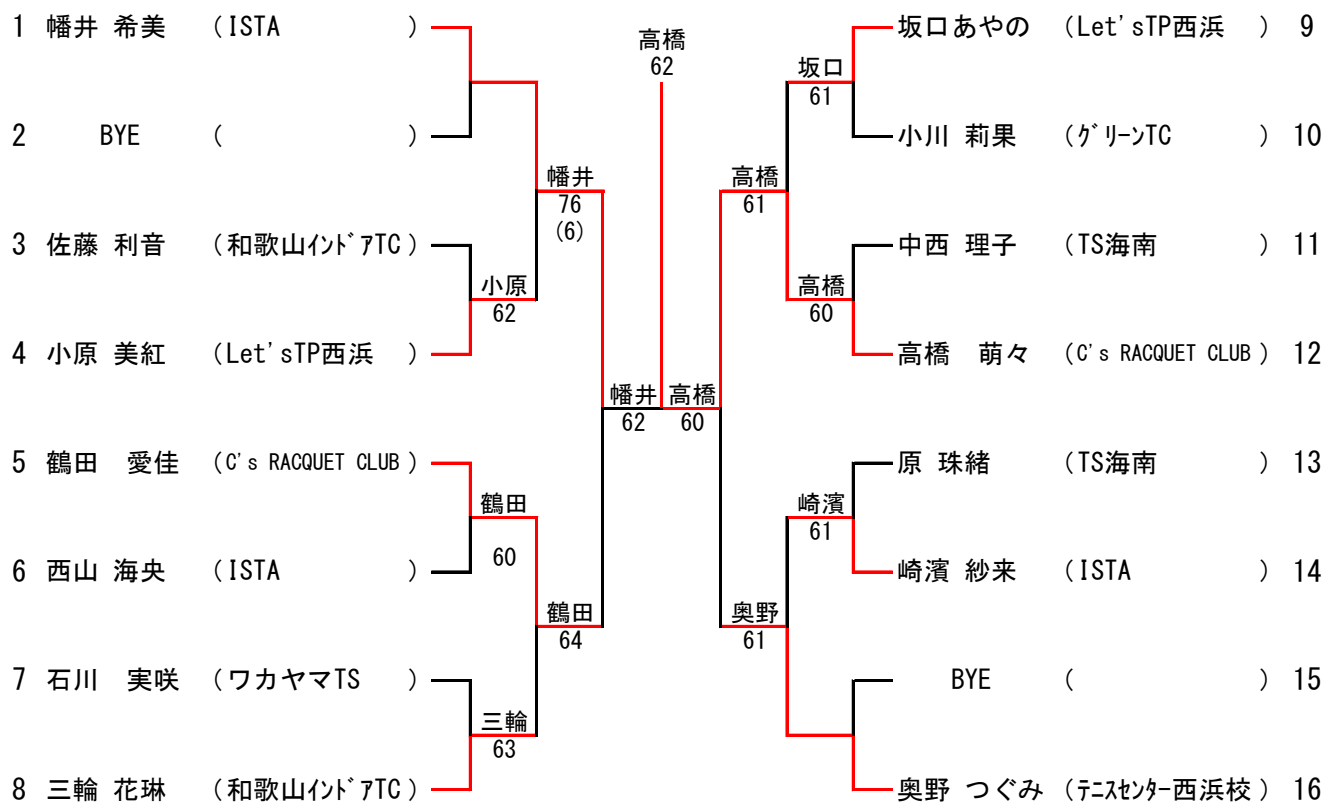 1 幡井 希美 (ISTA )
2 BYE ( )
3 佐藤 利音 (和歌山ｲﾝﾄﾞｱTC)
4 小原 美紅 (Let'sTP西浜 )
5 鶴田 愛佳 (C's RACQUET CLUB)
6 西山 海央 (ISTA )
7 石川 実咲 (ワカヤマTS )
8 三輪 花琳 (和歌山ｲﾝﾄﾞｱTC)
幡井
76
(6)
小原
62
鶴田
60
鶴田
64
三輪
63
幡井
62
高橋
62
高橋
60
坂口
61
高橋
61
高橋
60
崎濱
61
奥野
61
坂口あやの (Let'sTP西浜 ) 9
小川 莉果 (ｸﾞﾘｰﾝTC ) 10
中西 理子 (TS海南 ) 11
高橋 萌々 (C's RACQUET CLUB) 12
原 珠緒 (TS海南 ) 13
崎濱 紗来 (ISTA ) 14
BYE ( ) 15
奥野 つぐみ (ﾃﾆｽｾﾝﾀｰ西浜校) 16